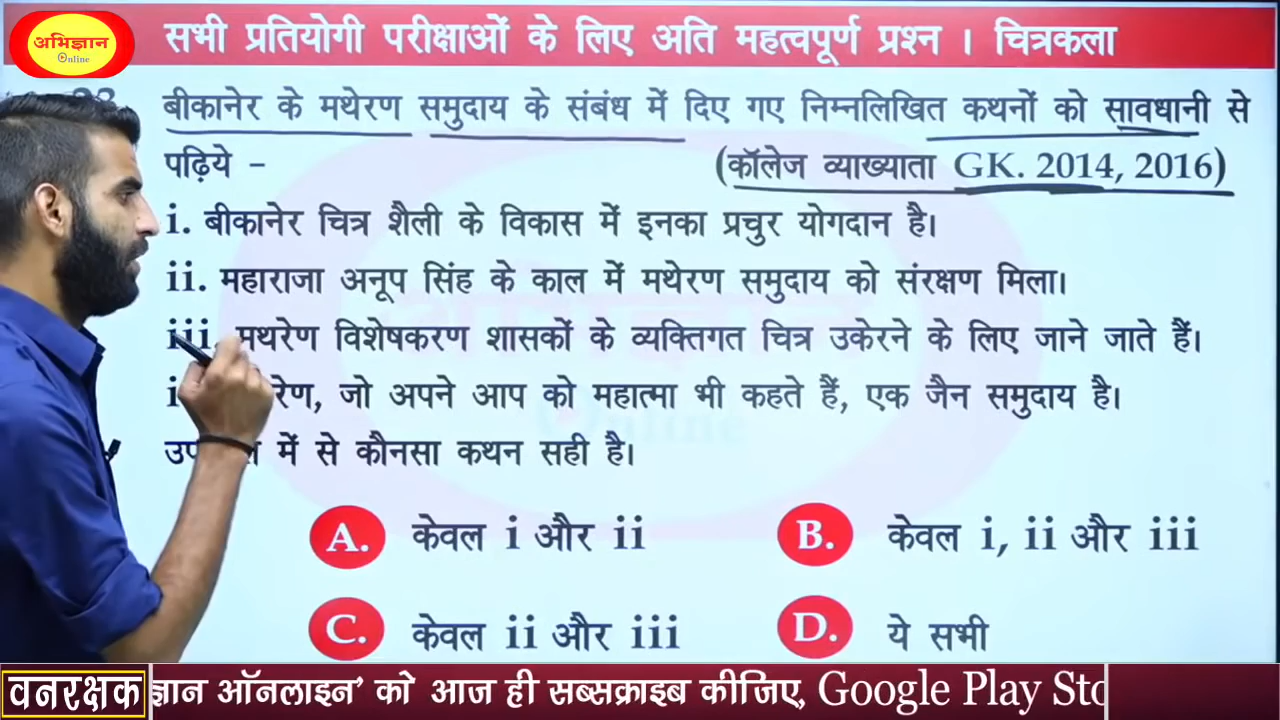 अभिज्ञान
Online
सभी प्रतियोगी परीक्षाओं के लिए अति महत्वपूर्ण प्रश्न । चित्रकला
बीकानेर के मथेरण समुदाय के संबंध में दिए गए निम्नलिखित कथनों को सावधानी से
पढ़िये – (कॉलेज व्याख्याता GK. 2014, 2016)
i. बीकानेर चित्र शैली के विकास में इनका प्रचुर योगदान है।
ii. महाराजा अनूप सिंह के काल में मथेरण समुदाय को संरक्षण मिला।
iii. मथरेण विशेषकरण शासकों के व्यक्तिगत चित्र उकेरने के लिए जाने जाते हैं।
जो अपने आप को महात्मा भी कहते हैं, एक जैन समुदाय है।
में से कौनसा कथन सही है।
A. केवल i और ii
B. केवल i, ii और iii
C. केवल ii और iii
D. ये सभी
वनरक्षक
ज्ञान ऑनलाइन’ को आज ही सब्सक्राइब कीजिए, Google Play Sto